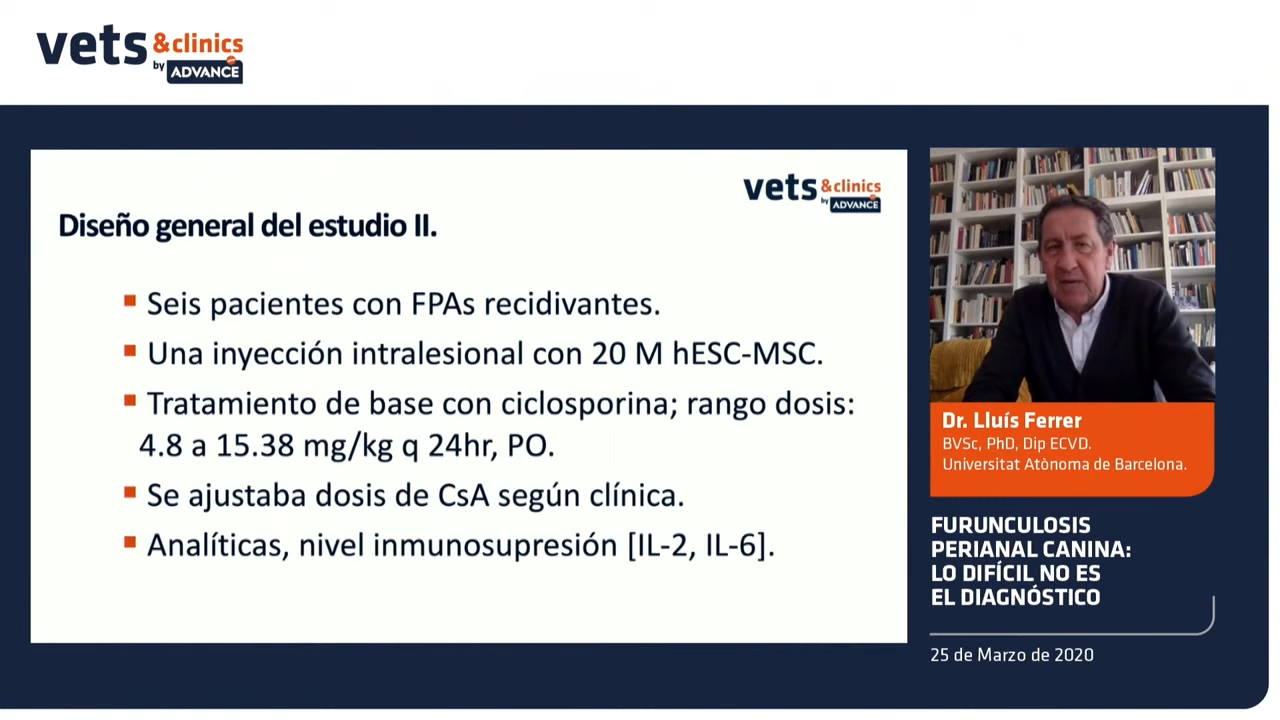 vets &clinics
by ADVANCE
vets &clinics
by ADVANCE
Diseño general del estudio II.
Seis pacientes con FPAs recidivantes.
Una inyección intralesional con 20 M hESC-MSC.
Tratamiento de base con ciclosporina; rango dosis:
4.8 a 15.38 mg/kg q 24hr, PO.
Se ajustaba dosis de CsA según clínica.
Analíticas, nivel inmunosupresión [IL-2, IL-6].
Dr. Lluís Ferrer
BVSc, PhD, Dip ECVD.
Universitat Atònoma de Barcelona.
FURUNCULOSIS
PERIANAL CANINA:
LO DIFÍCIL NO ES
EL DIAGNÓSTICO
25 de Marzo de 2020